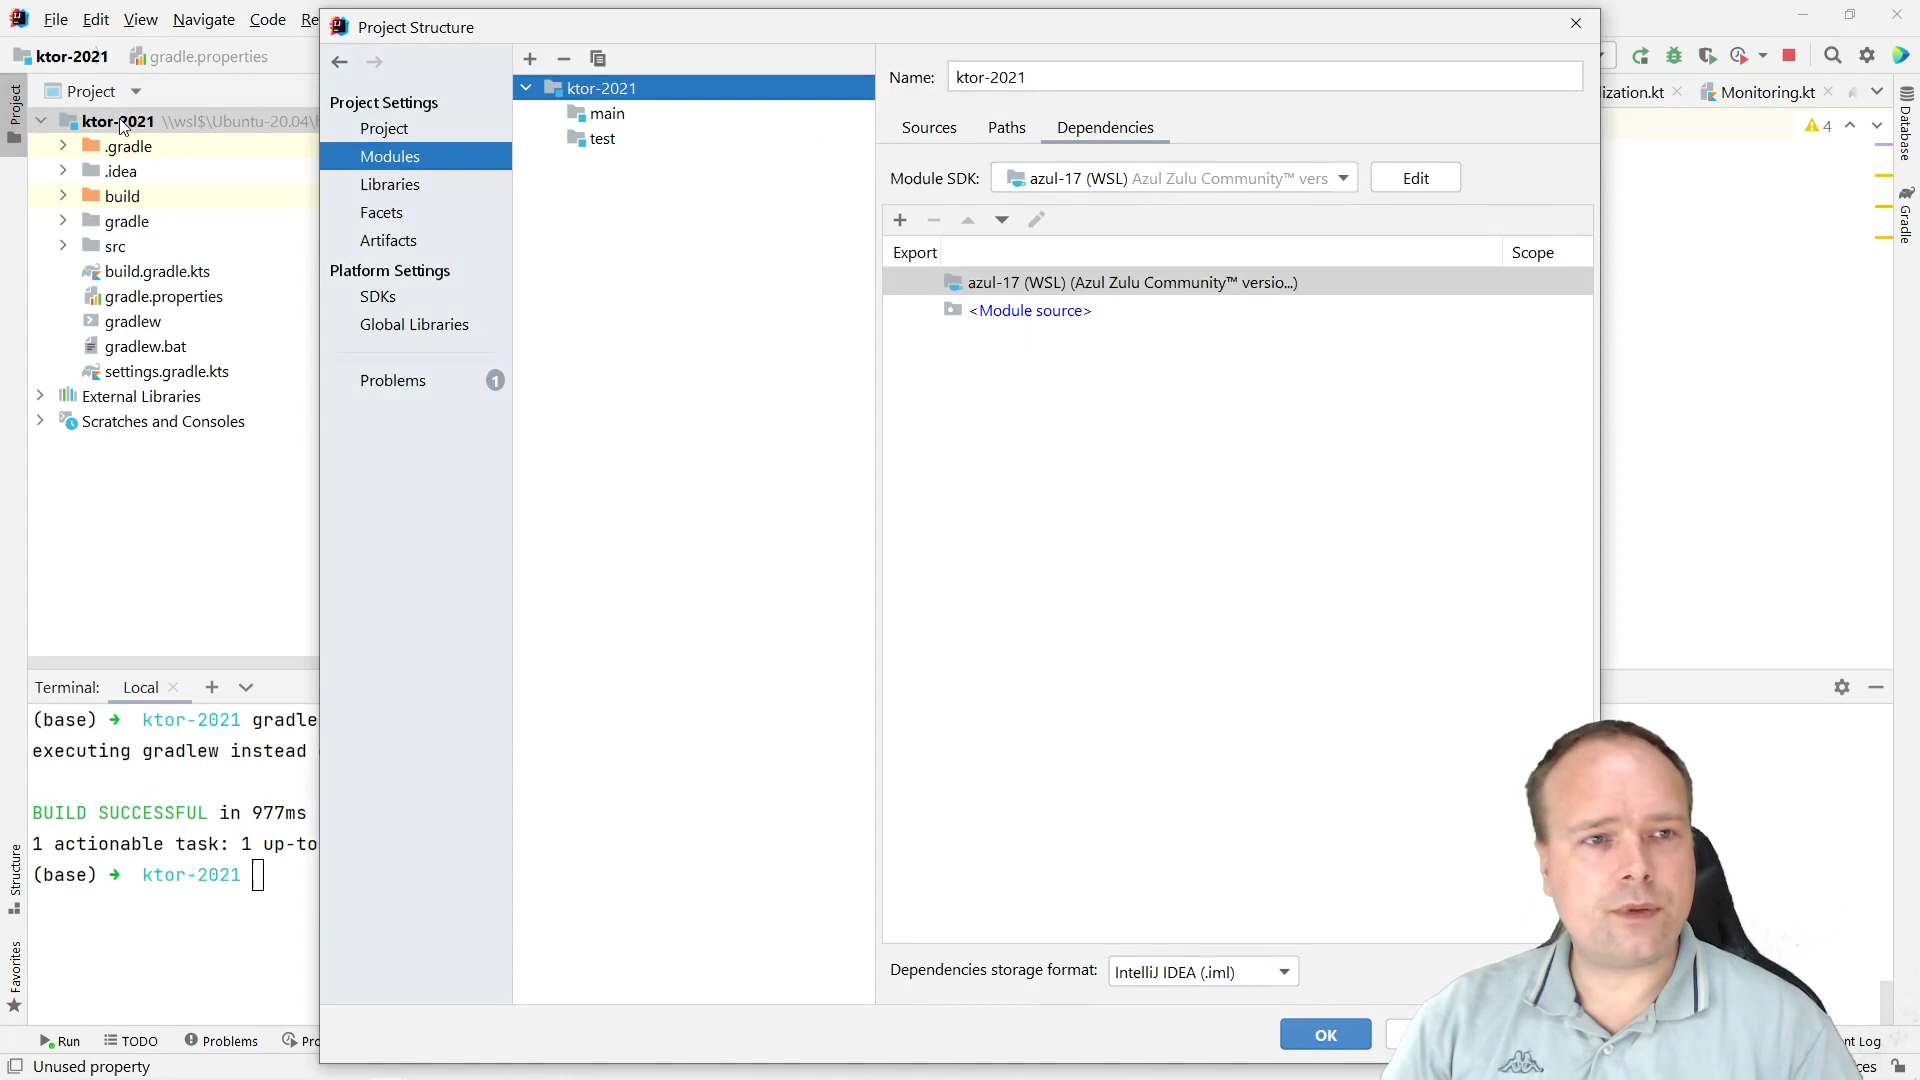 File Edit View Navigate Code Re
Project Structure
ktor-2021 gradle.properties
Project
ktor-2021 \\wsl$\Ubuntu-20.04\
.gradle
.idea
build
gradle
src
build.gradle.kts
gradle.properties
gradlew
gradlew.bat
settings.gradle.kts
External Libraries
Scratches and Consoles
Project
Structure
Favorites
Project Settings
Project
Modules
Libraries
Facets
Artifacts
Platform Settings
SDKs
Global Libraries
Problems 1
ktor-2021
main
test
Name: ktor-2021
Sources Paths Dependencies
Module SDK: azul-17 (WSL) Azul Zulu Community™ vers
Edit
Export Scope
azul-17 (WSL) (Azul Zulu Community™ versio...)
<Module source>
Dependencies storage format: IntelliJ IDEA (.iml)
OK
ization.kt Monitoring.kt
4
Database
Gradle
Terminal: Local
(base) ➜ ktor-2021 gradle
executing gradlew instead
BUILD SUCCESSFUL in 977ms
1 actionable task: 1 up-to
(base) ➜ ktor-2021
Run TODO Problems Pro
nt Log
Unused property
ces